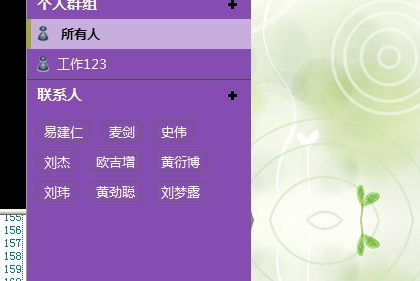 个人群组
所有人
工作123
联系人
易建仁 麦剑 史伟
刘杰 欧吉增 黄衍博
刘玮 黄劲聪 刘梦露
155
156
157
158
159
160